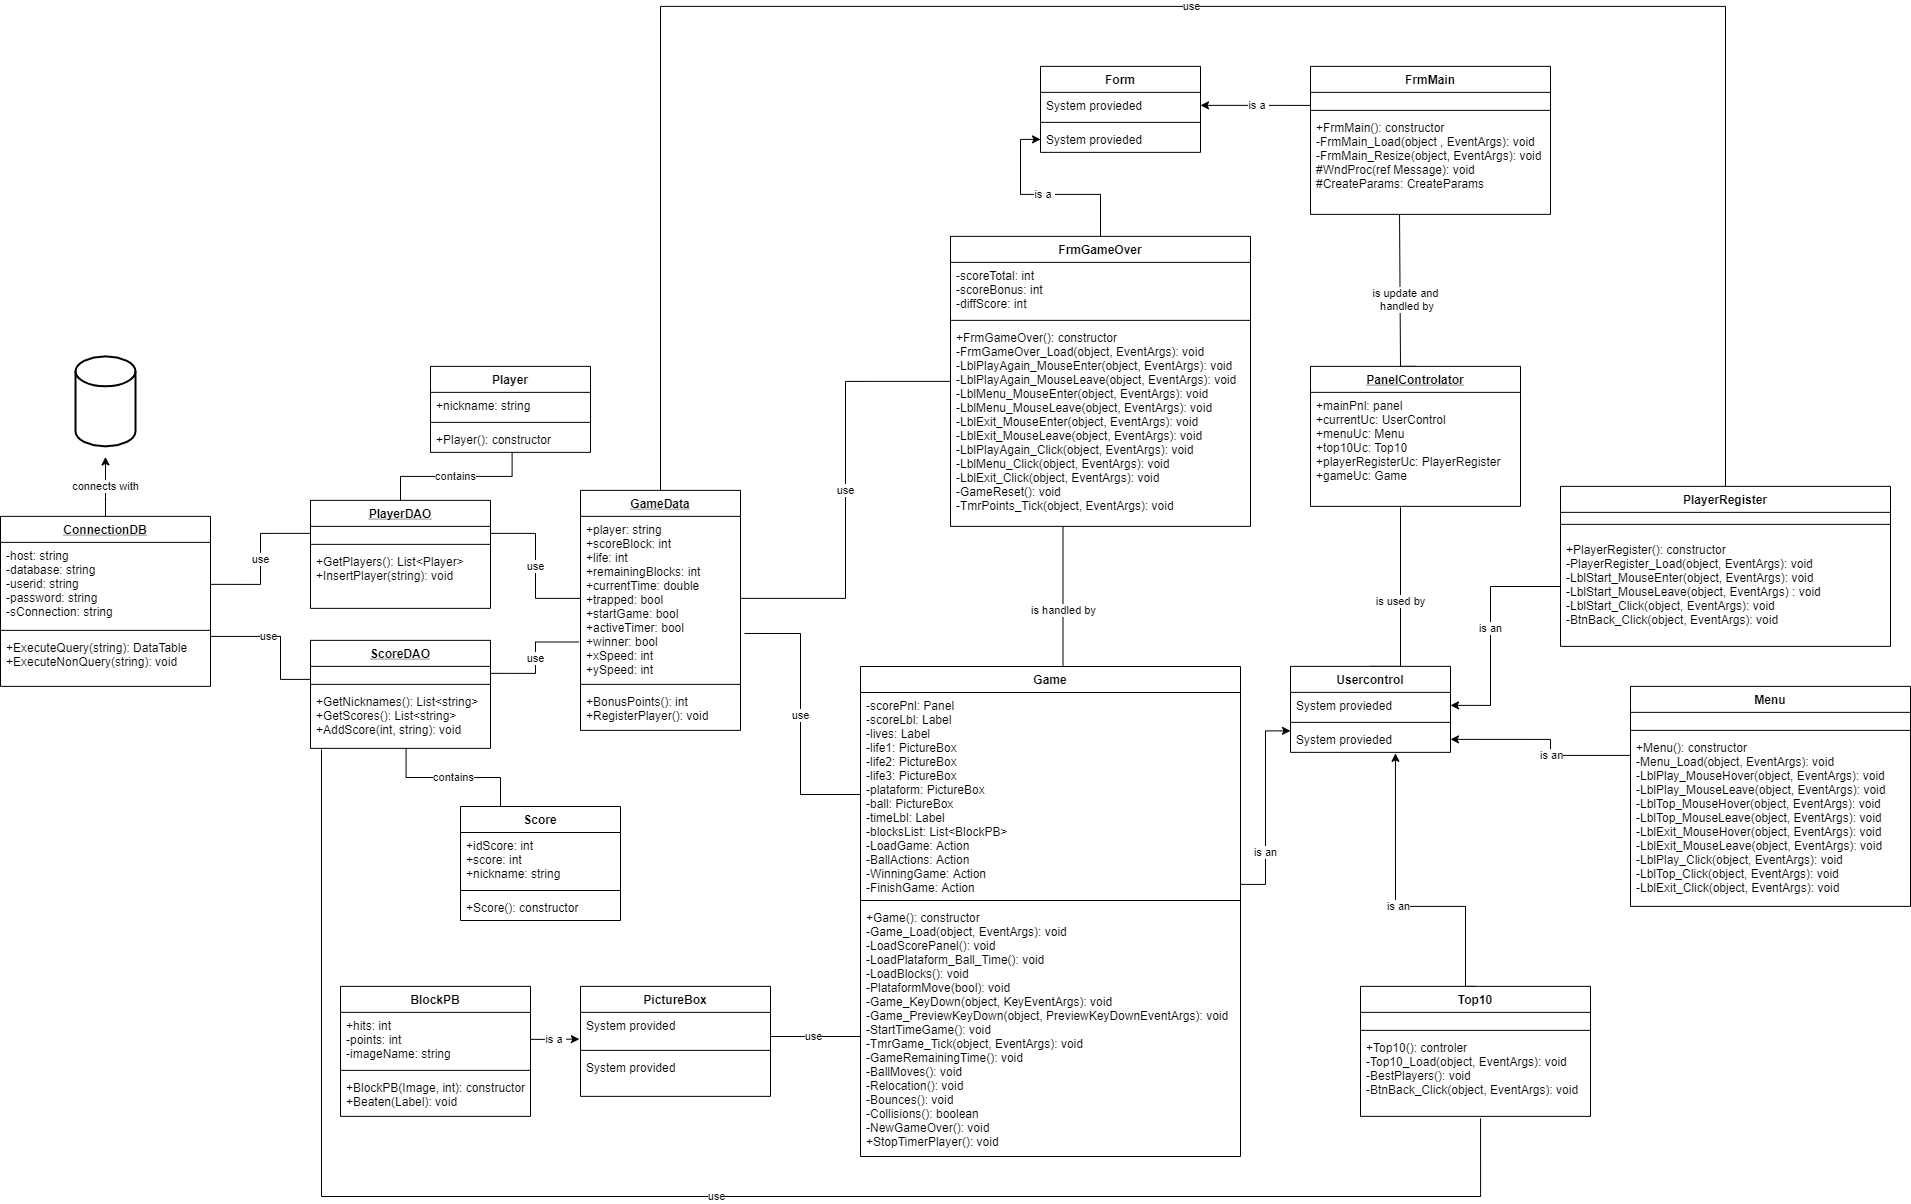 use
Form
System provieded
System provieded
is a
FrmMain
+FrmMain(): constructor
-FrmMain_Load(object , EventArgs): void
-FrmMain_Resize(object, EventArgs): void
#WndProc(ref Message): void
#CreateParams: CreateParams
is a
FrmGameOver
-scoreTotal: int
-scoreBonus: int
-diffScore: int
+FrmGameOver(): constructor
-FrmGameOver_Load(object, EventArgs): void
-LblPlayAgain_MouseEnter(object, EventArgs): void
-LblPlayAgain_MouseLeave(object, EventArgs): void
-LblMenu_MouseEnter(object, EventArgs): void
-LblMenu_MouseLeave(object, EventArgs): void
-LblExit_MouseEnter(object, EventArgs): void
-LblExit_MouseLeave(object, EventArgs): void
-LblPlayAgain_Click(object, EventArgs): void
-LblMenu_Click(object, EventArgs): void
-LblExit_Click(object, EventArgs): void
-GameReset(): void
-TmrPoints_Tick(object, EventArgs): void
is update and
handled by
PanelControlator
+mainPnl: panel
+currentUc: UserControl
+menuUc: Menu
+top10Uc: Top10
+playerRegisterUc: PlayerRegister
+gameUc: Game
Player
+nickname: string
+Player(): constructor
contains
connects with
ConnectionDB
-host: string
-database: string
-userid: string
-password: string
-sConnection: string
+ExecuteQuery(string): DataTable
+ExecuteNonQuery(string): void
use
use
PlayerDAO
+GetPlayers(): List<Player>
+InsertPlayer(string): void
use
ScoreDAO
+GetNicknames(): List<string>
+GetScores(): List<string>
+AddScore(int, string): void
use
GameData
+player: string
+scoreBlock: int
+life: int
+remainingBlocks: int
+currentTime: double
+trapped: bool
+startGame: bool
+activeTimer: bool
+winner: bool
+xSpeed: int
+ySpeed: int
+BonusPoints(): int
+RegisterPlayer(): void
use
use
is handled by
is used by
PlayerRegister
+PlayerRegister(): constructor
-PlayerRegister_Load(object, EventArgs): void
-LblStart_MouseEnter(object, EventArgs): void
-LblStart_MouseLeave(object, EventArgs) : void
-LblStart_Click(object, EventArgs): void
-BtnBack_Click(object, EventArgs): void
is an
Usercontrol
System provieded
System provieded
is an
Menu
+Menu(): constructor
-Menu_Load(object, EventArgs): void
-LblPlay_MouseHover(object, EventArgs): void
-LblPlay_MouseLeave(object, EventArgs): void
-LblTop_MouseHover(object, EventArgs): void
-LblTop_MouseLeave(object, EventArgs): void
-LblExit_MouseHover(object, EventArgs): void
-LblExit_MouseLeave(object, EventArgs): void
-LblPlay_Click(object, EventArgs): void
-LblTop_Click(object, EventArgs): void
-LblExit_Click(object, EventArgs): void
Game
-scorePnl: Panel
-scoreLbl: Label
-lives: Label
-life1: PictureBox
-life2: PictureBox
-life3: PictureBox
-plataform: PictureBox
-ball: PictureBox
-timeLbl: Label
-blocksList: List<BlockPB>
-LoadGame: Action
-BallActions: Action
-WinningGame: Action
-FinishGame: Action
+Game(): constructor
-Game_Load(object, EventArgs): void
-LoadScorePanel(): void
-LoadPlataform_Ball_Time(): void
-LoadBlocks(): void
-PlataformMove(bool): void
-Game_KeyDown(object, KeyEventArgs): void
-Game_PreviewKeyDown(object, PreviewKeyDownEventArgs): void
-StartTimeGame(): void
-TmrGame_Tick(object, EventArgs): void
-GameRemainingTime(): void
-BallMoves(): void
-Relocation(): void
-Bounces(): void
-Collisions(): boolean
-NewGameOver(): void
+StopTimerPlayer(): void
is an
is an
contains
Score
+idScore: int
+score: int
+nickname: string
+Score(): constructor
BlockPB
+hits: int
-points: int
-imageName: string
+BlockPB(Image, int): constructor
+Beaten(Label): void
is a
PictureBox
System provided
System provided
use
Top10
+Top10(): controler
-Top10_Load(object, EventArgs): void
-BestPlayers(): void
-BtnBack_Click(object, EventArgs): void
use